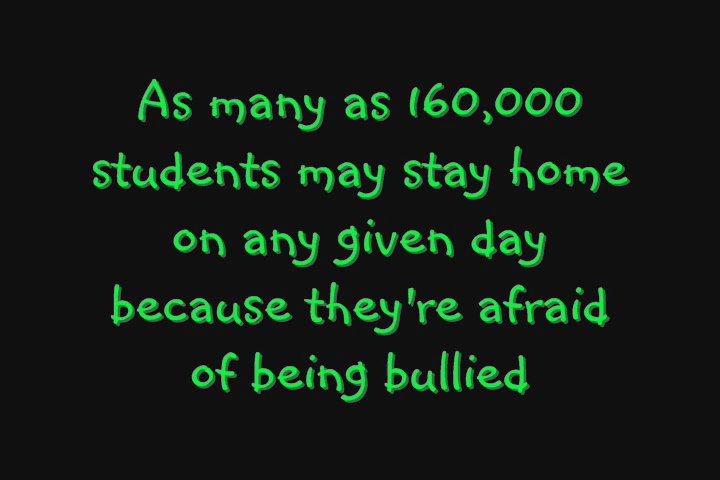 As many as 160,000
students may stay home
on any given day
because they're afraid
of being bullied